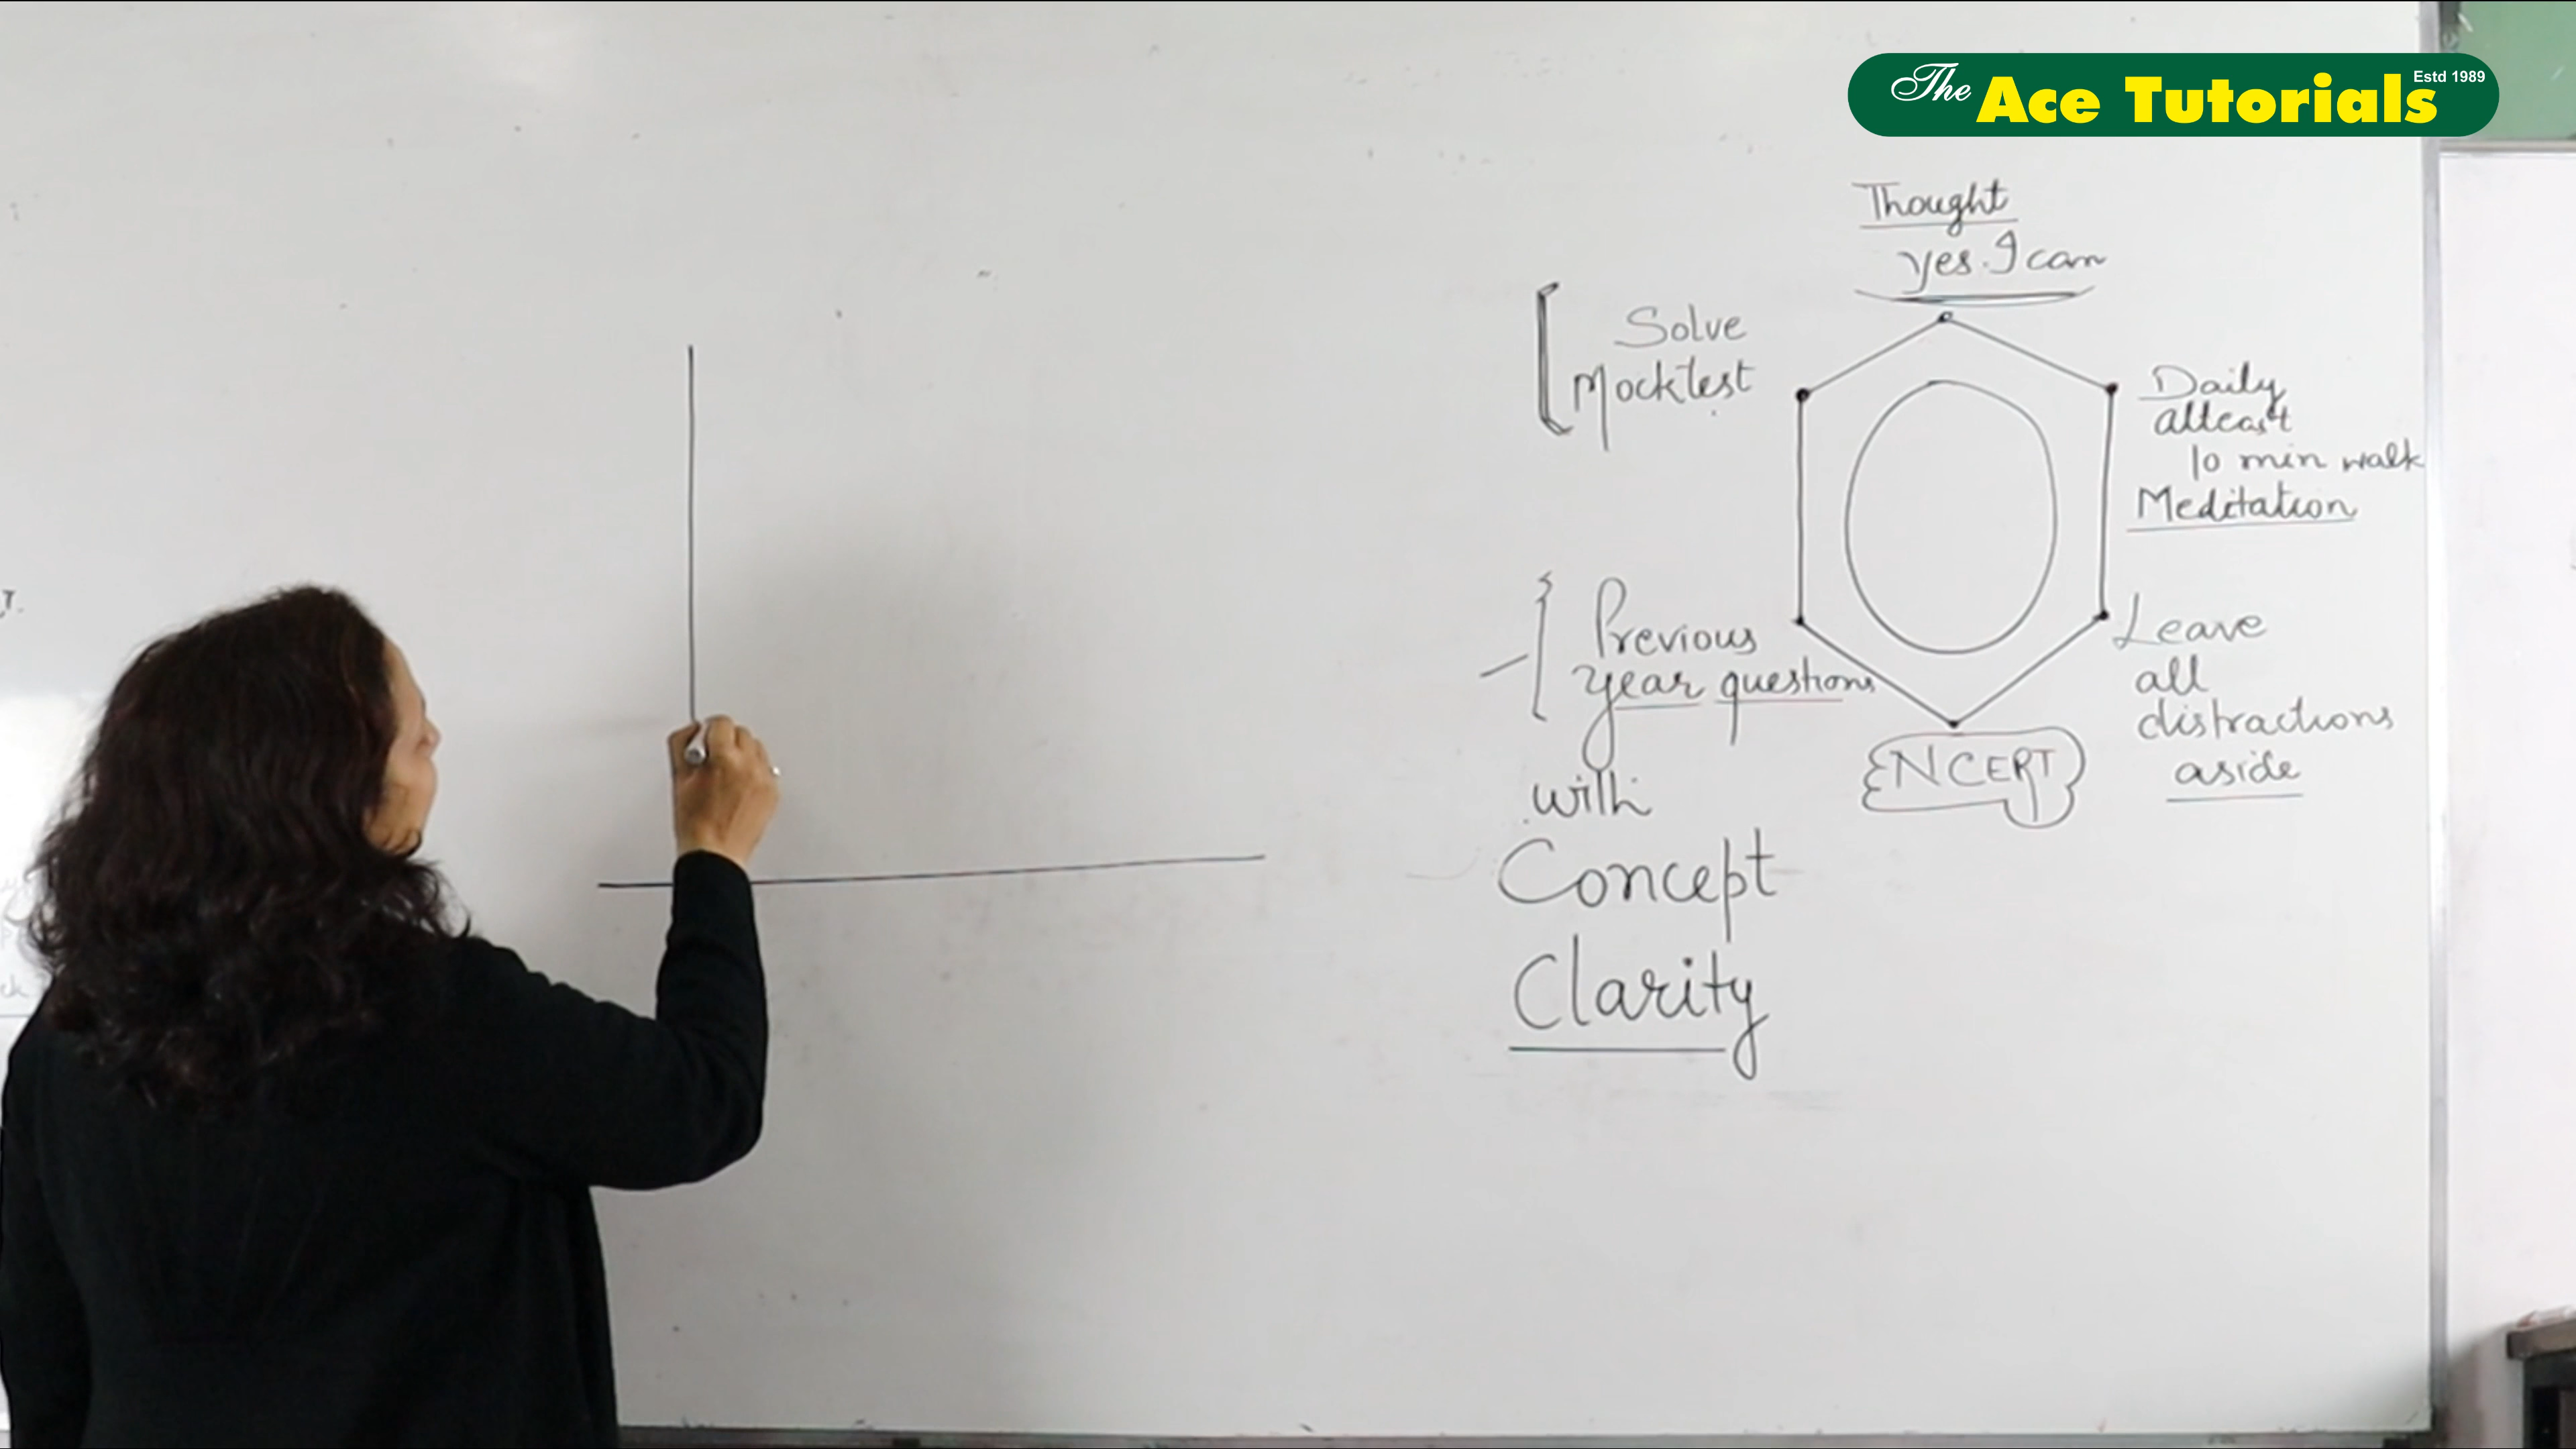 The Ace Tutorials
Estd 1989
Thought
yes. I can
Solve
Mocktest
Daily
atleast
10 min walk
Meditation
Previous
year questions
with
Concept
Clarity
Leave
all
distractions
aside
NCERT